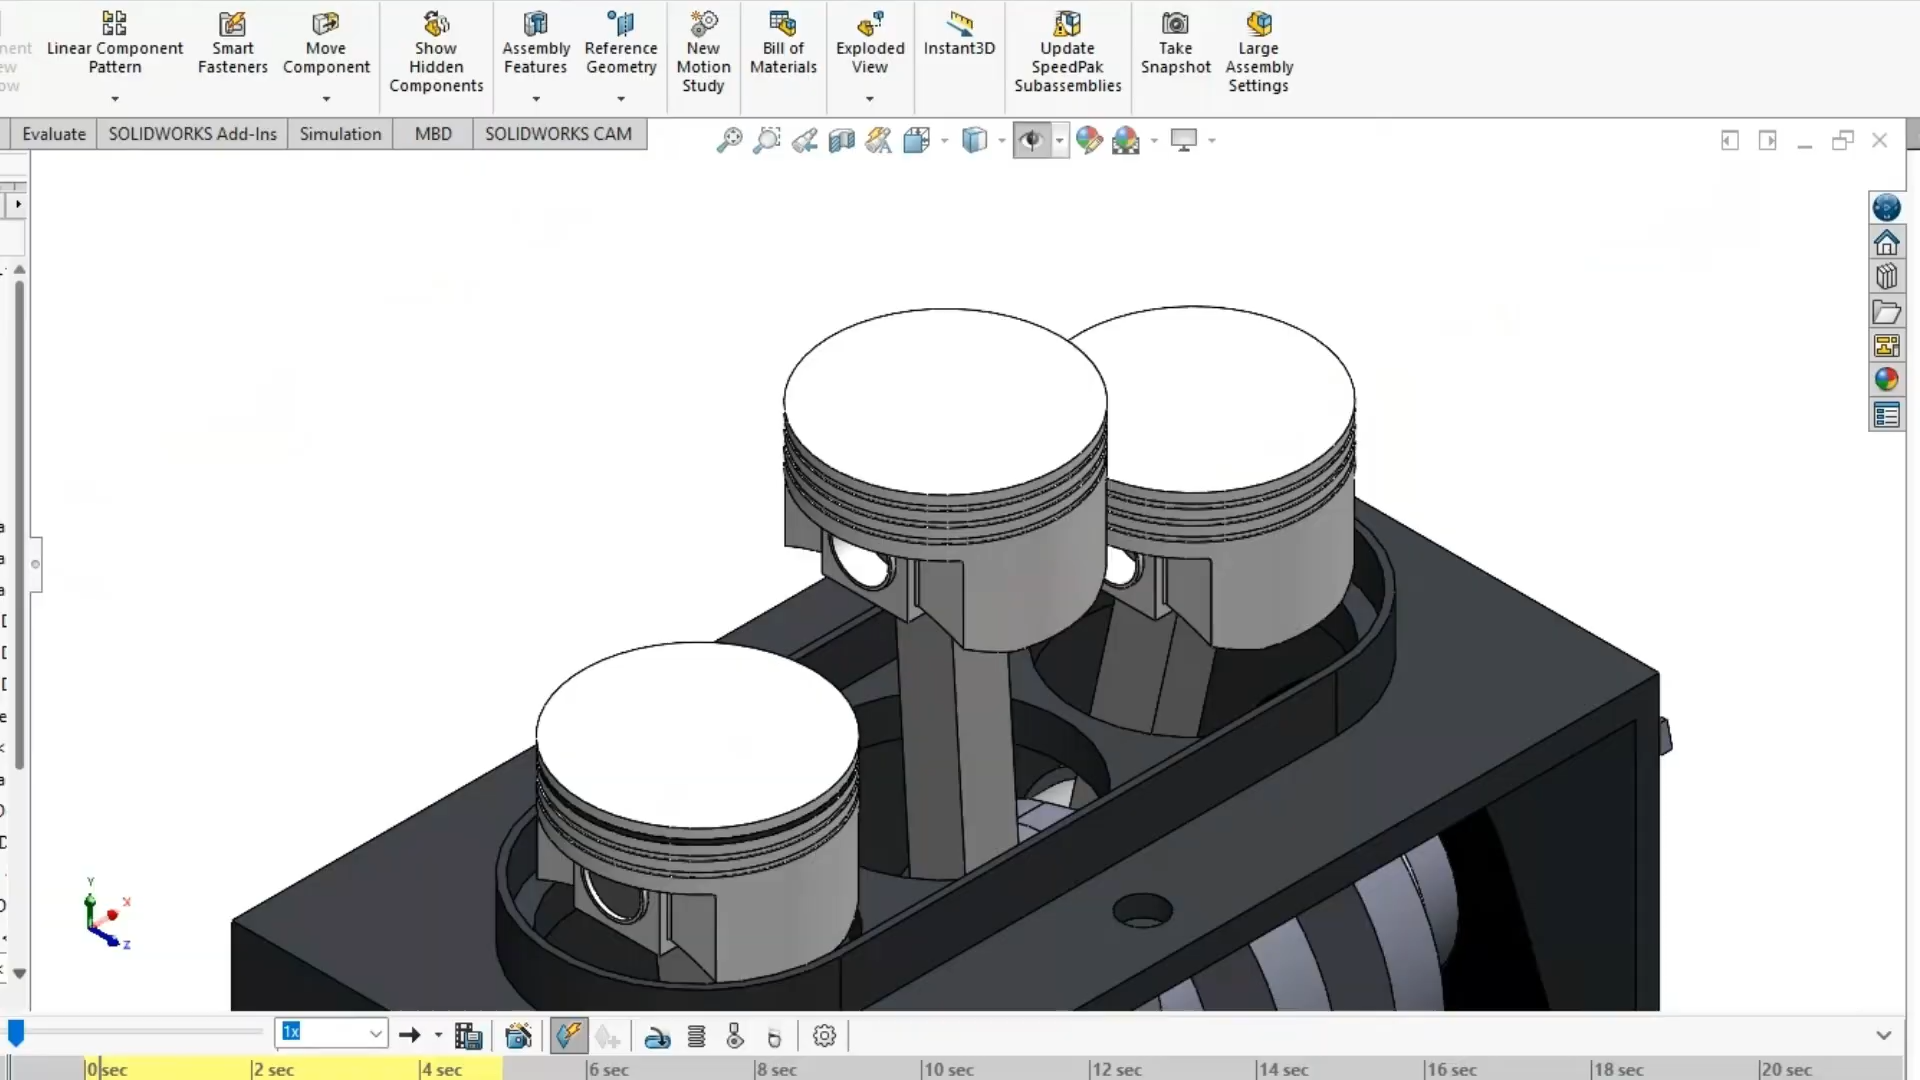 nent
ew
ow
Linear Component
Pattern
Smart
Fasteners
Move
Component
Show
Hidden
Components
Assembly
Features
Reference
Geometry
New
Motion
Study
Bill of
Materials
Exploded
View
Instant3D
Update
SpeedPak
Subassemblies
Take
Snapshot
Large
Assembly
Settings
Evaluate
SOLIDWORKS Add-Ins
Simulation
MBD
SOLIDWORKS CAM
Y
X
Z
1x
0 sec
2 sec
4 sec
6 sec
8 sec
10 sec
12 sec
14 sec
16 sec
18 sec
20 sec